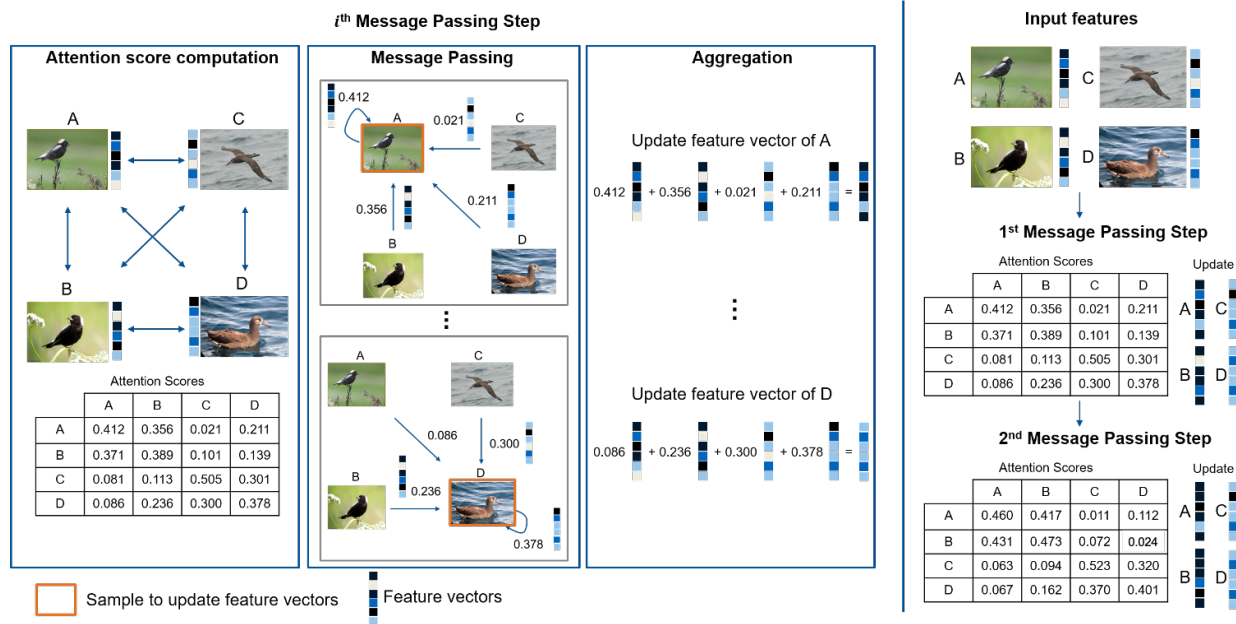 iᵗʰ Message Passing Step
Attention score computation
A
C
B
D
Attention Scores
A B C D
A 0.412 0.356 0.021 0.211
B 0.371 0.389 0.101 0.139
C 0.081 0.113 0.505 0.301
D 0.086 0.236 0.300 0.378
Message Passing
0.412
A
0.021
C
0.356
0.211
B
D
⋮
A
C
0.086
0.300
B
0.236
D
0.378
Aggregation
Update feature vector of A
0.412 + 0.356 + 0.021 + 0.211 =
⋮
Update feature vector of D
0.086 + 0.236 + 0.300 + 0.378 =
Sample to update feature vectors
Feature vectors
Input features
A
C
B
D
1ˢᵗ Message Passing Step
Attention Scores
Update
A B C D
A 0.412 0.356 0.021 0.211
B 0.371 0.389 0.101 0.139
C 0.081 0.113 0.505 0.301
D 0.086 0.236 0.300 0.378
A C
B D
2ⁿᵈ Message Passing Step
Attention Scores
Update
A B C D
A 0.460 0.417 0.011 0.112
B 0.431 0.473 0.072 0.024
C 0.063 0.094 0.523 0.320
D 0.067 0.162 0.370 0.401
A C
B D